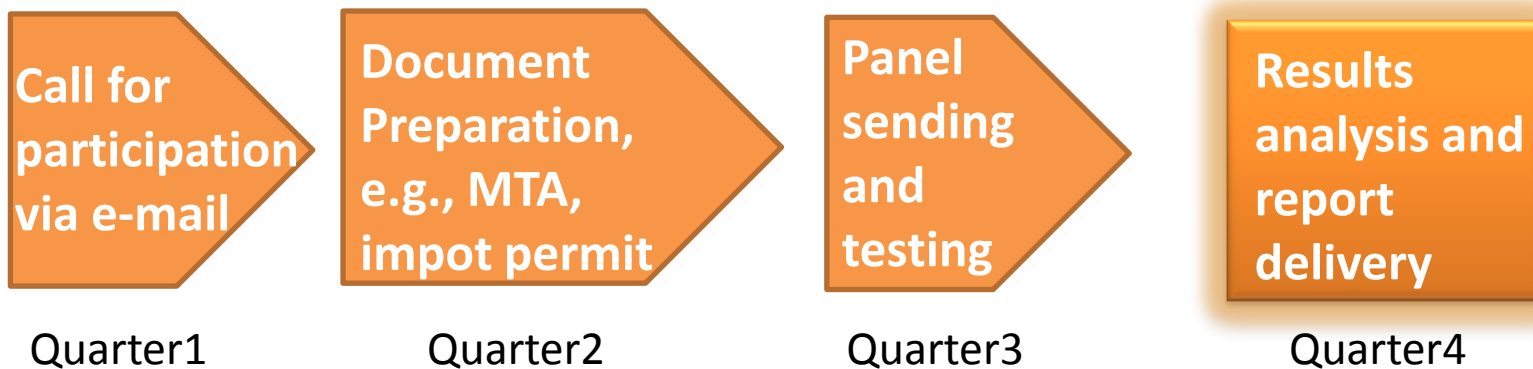 Call for
participation
via e-mail
Document
Preparation,
e.g., MTA,
impot permit
Panel
sending
and
testing
Results
analysis and
report
delivery
Quarter1
Quarter2
Quarter3
Quarter4